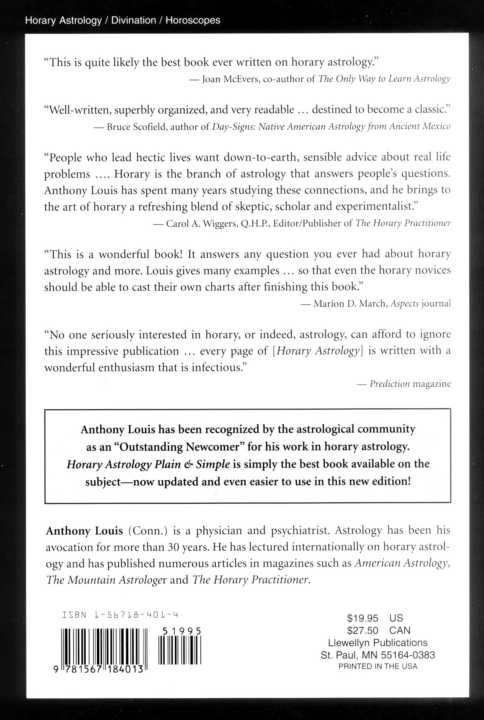 Horary Astrology / Divination / Horoscopes
“This is quite likely the best book ever written on horary astrology.”
— Joan McEvers, co-author of The Only Way to Learn Astrology
“Well-written, superbly organized, and very readable … destined to become a classic.”
— Bruce Scofield, author of Day-Signs: Native American Astrology from Ancient Mexico
“People who lead hectic lives want down-to-earth, sensible advice about real life
problems …. Horary is the branch of astrology that answers people’s questions.
Anthony Louis has spent many years studying these connections, and he brings to
the art of horary a refreshing blend of skeptic, scholar and experimentalist.”
— Carol A. Wiggers, Q.H.P., Editor/Publisher of The Horary Practitioner
“This is a wonderful book! It answers any question you ever had about horary
astrology and more. Louis gives many examples … so that even the horary novices
should be able to cast their own charts after finishing this book.”
— Marion D. March, Aspects journal
“No one seriously interested in horary, or indeed, astrology, can afford to ignore
this impressive publication … every page of [Horary Astrology] is written with a
wonderful enthusiasm that is infectious.”
— Prediction magazine
Anthony Louis has been recognized by the astrological community
as an “Outstanding Newcomer” for his work in horary astrology.
Horary Astrology Plain & Simple is simply the best book available on the
subject—now updated and even easier to use in this new edition!
Anthony Louis (Conn.) is a physician and psychiatrist. Astrology has been his
avocation for more than 30 years. He has lectured internationally on horary astrol-
ogy and has published numerous articles in magazines such as American Astrology,
The Mountain Astrologer and The Horary Practitioner.
ISBN 1-56718-401-4
51995
9 781567 184013
$19.95 US
$27.50 CAN
Llewellyn Publications
St. Paul, MN 55164-0383
PRINTED IN THE USA